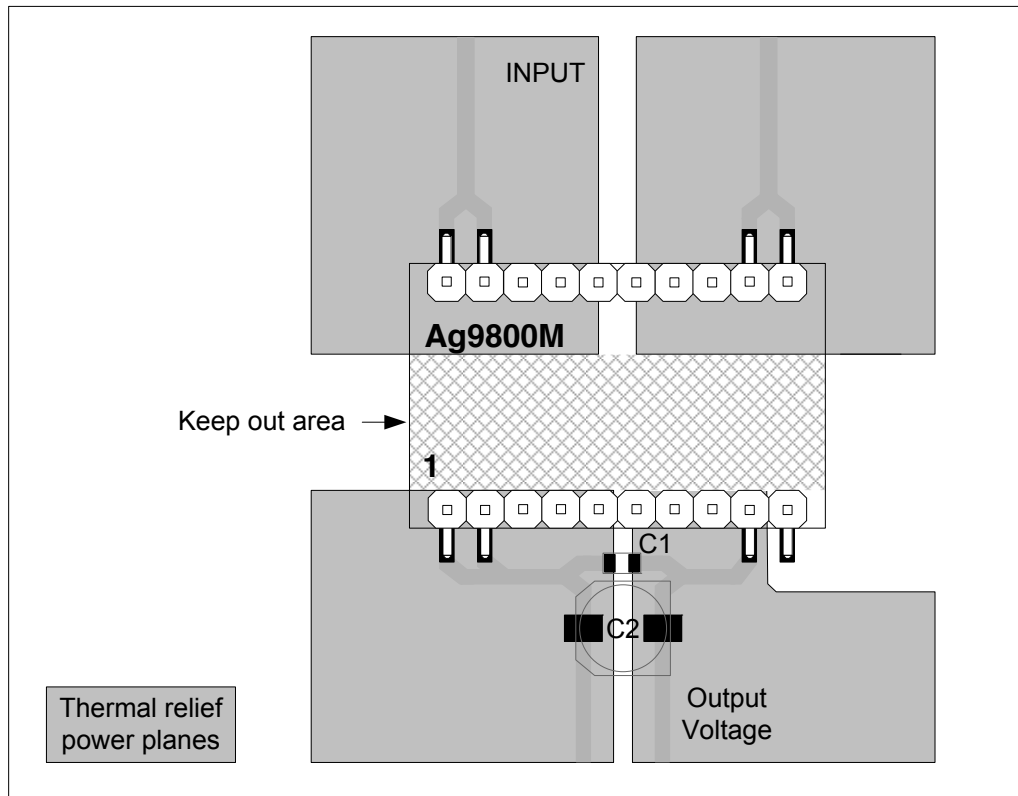 INPUT
Ag9800M
Keep out area
1
C1
C2
Output
Voltage
Thermal relief
power planes